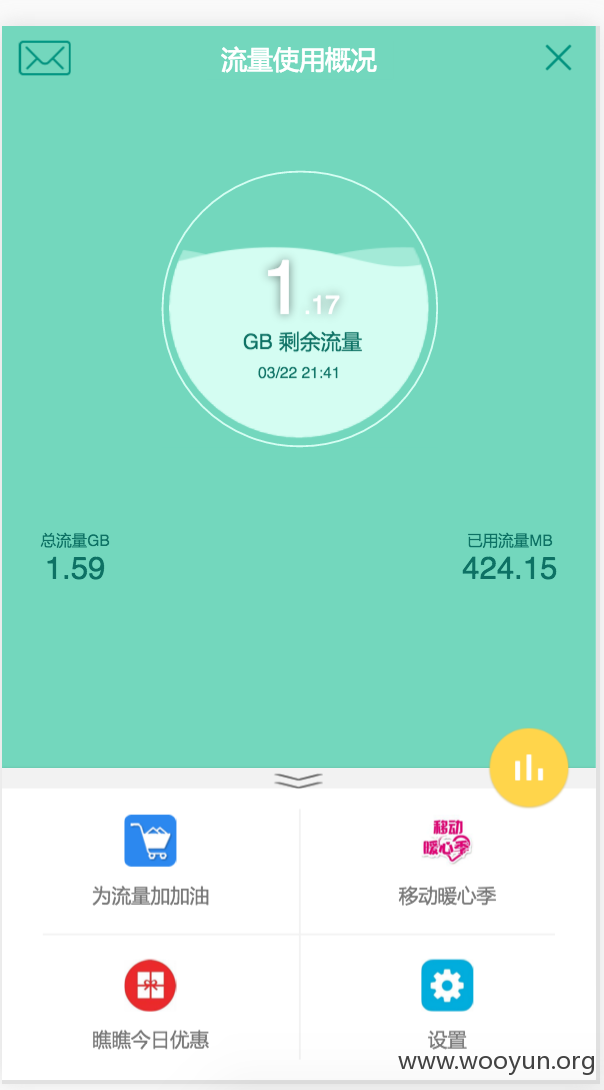 流量使用概况
1.17
GB 剩余流量
03/22 21:41
总流量GB
已用流量MB
1.59
424.15
为流量加加油
移动
暖心季
移动暖心季
瞧瞧今日优惠
设置
www.wooyun.org